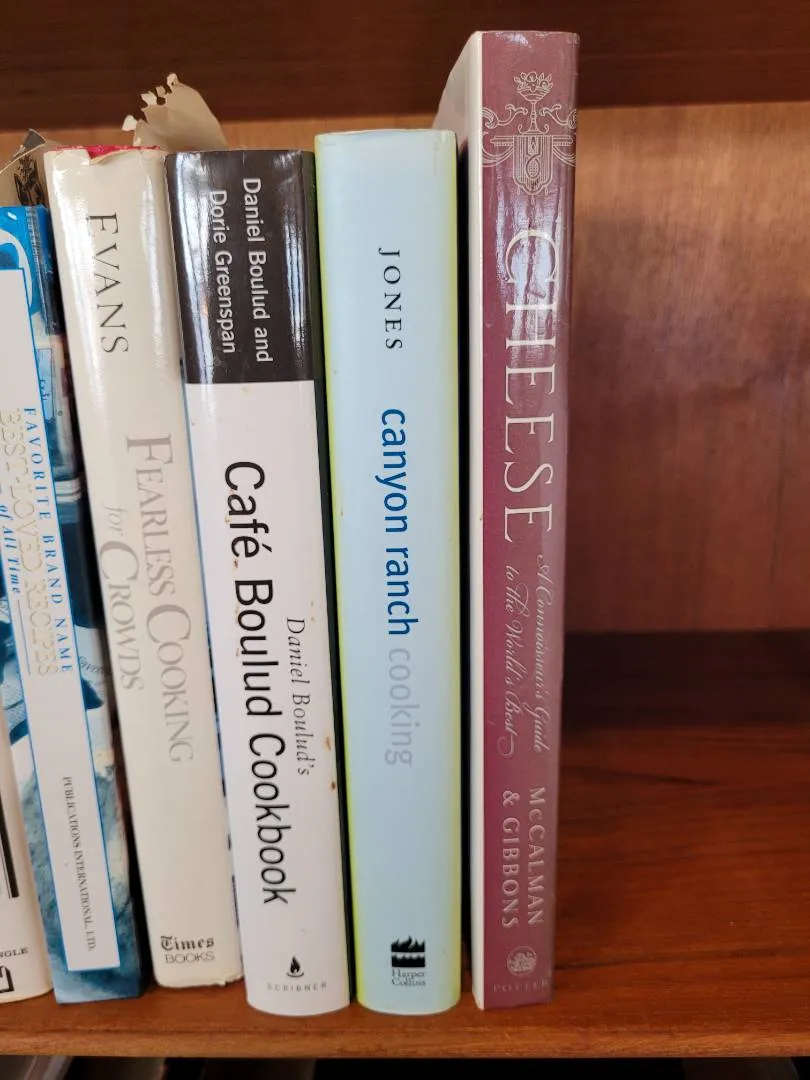 NGLE
FAVORITE BRAND NAME
BEST-LOVED RECIPES
of All Time
PUBLICATIONS INTERNATIONAL, LTD.
EVANS
FEARLESS COOKING
for CROWDS
Times
BOOKS
Daniel Boulud and
Dorie Greenspan
Daniel Boulud's
Café Boulud Cookbook
SCRIBNER
JONES
canyon ranch cooking
Harper
Collins
CHEESE
A Connoisseur's Guide
to the World's Best
McCALMAN
& GIBBONS
POTTER